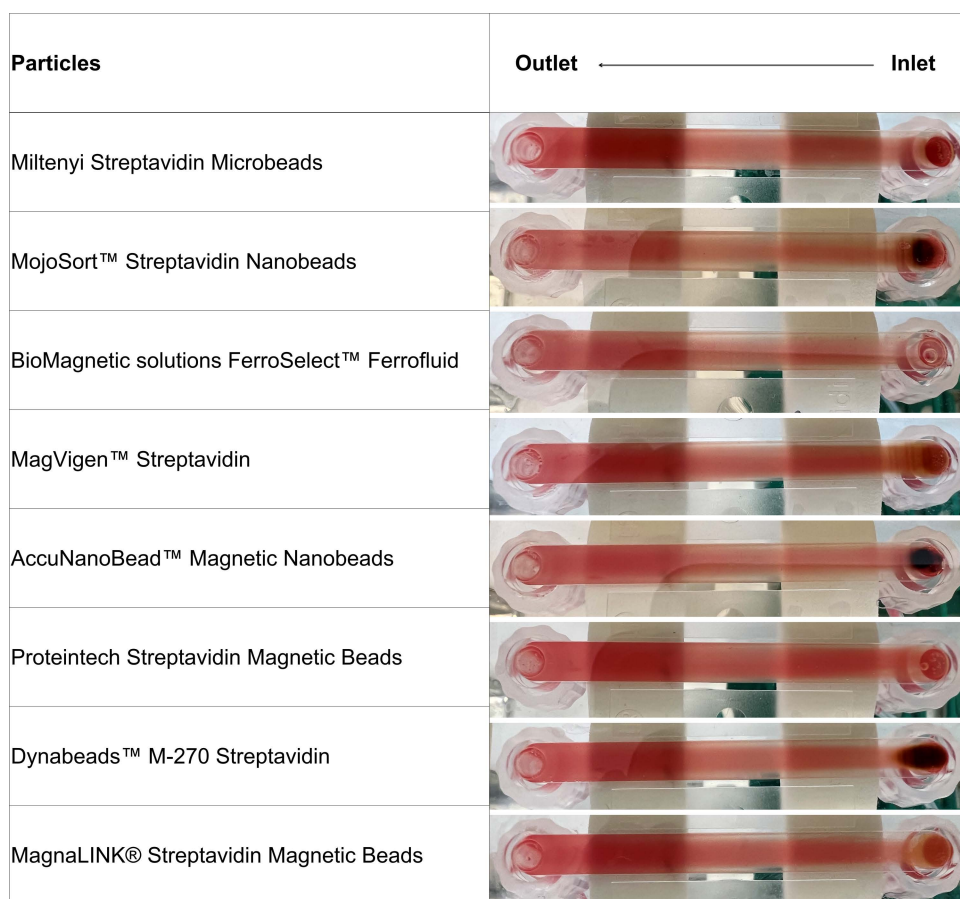 Particles
Outlet Inlet
Miltenyi Streptavidin Microbeads
MojoSort™ Streptavidin Nanobeads
BioMagnetic solutions FerroSelect™ Ferrofluid
MagVigen™ Streptavidin
AccuNanoBead™ Magnetic Nanobeads
Proteintech Streptavidin Magnetic Beads
Dynabeads™ M-270 Streptavidin
MagnaLINK® Streptavidin Magnetic Beads